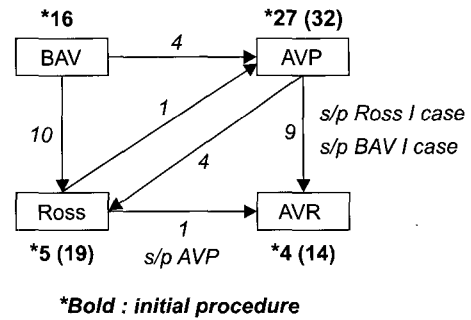 *16
*27 (32)
BAV
4
AVP
1
10
4
9
s/p Ross I case
s/p BAV I case
Ross
1
AVR
*5 (19)
s/p AVP
*4 (14)
*Bold : initial procedure